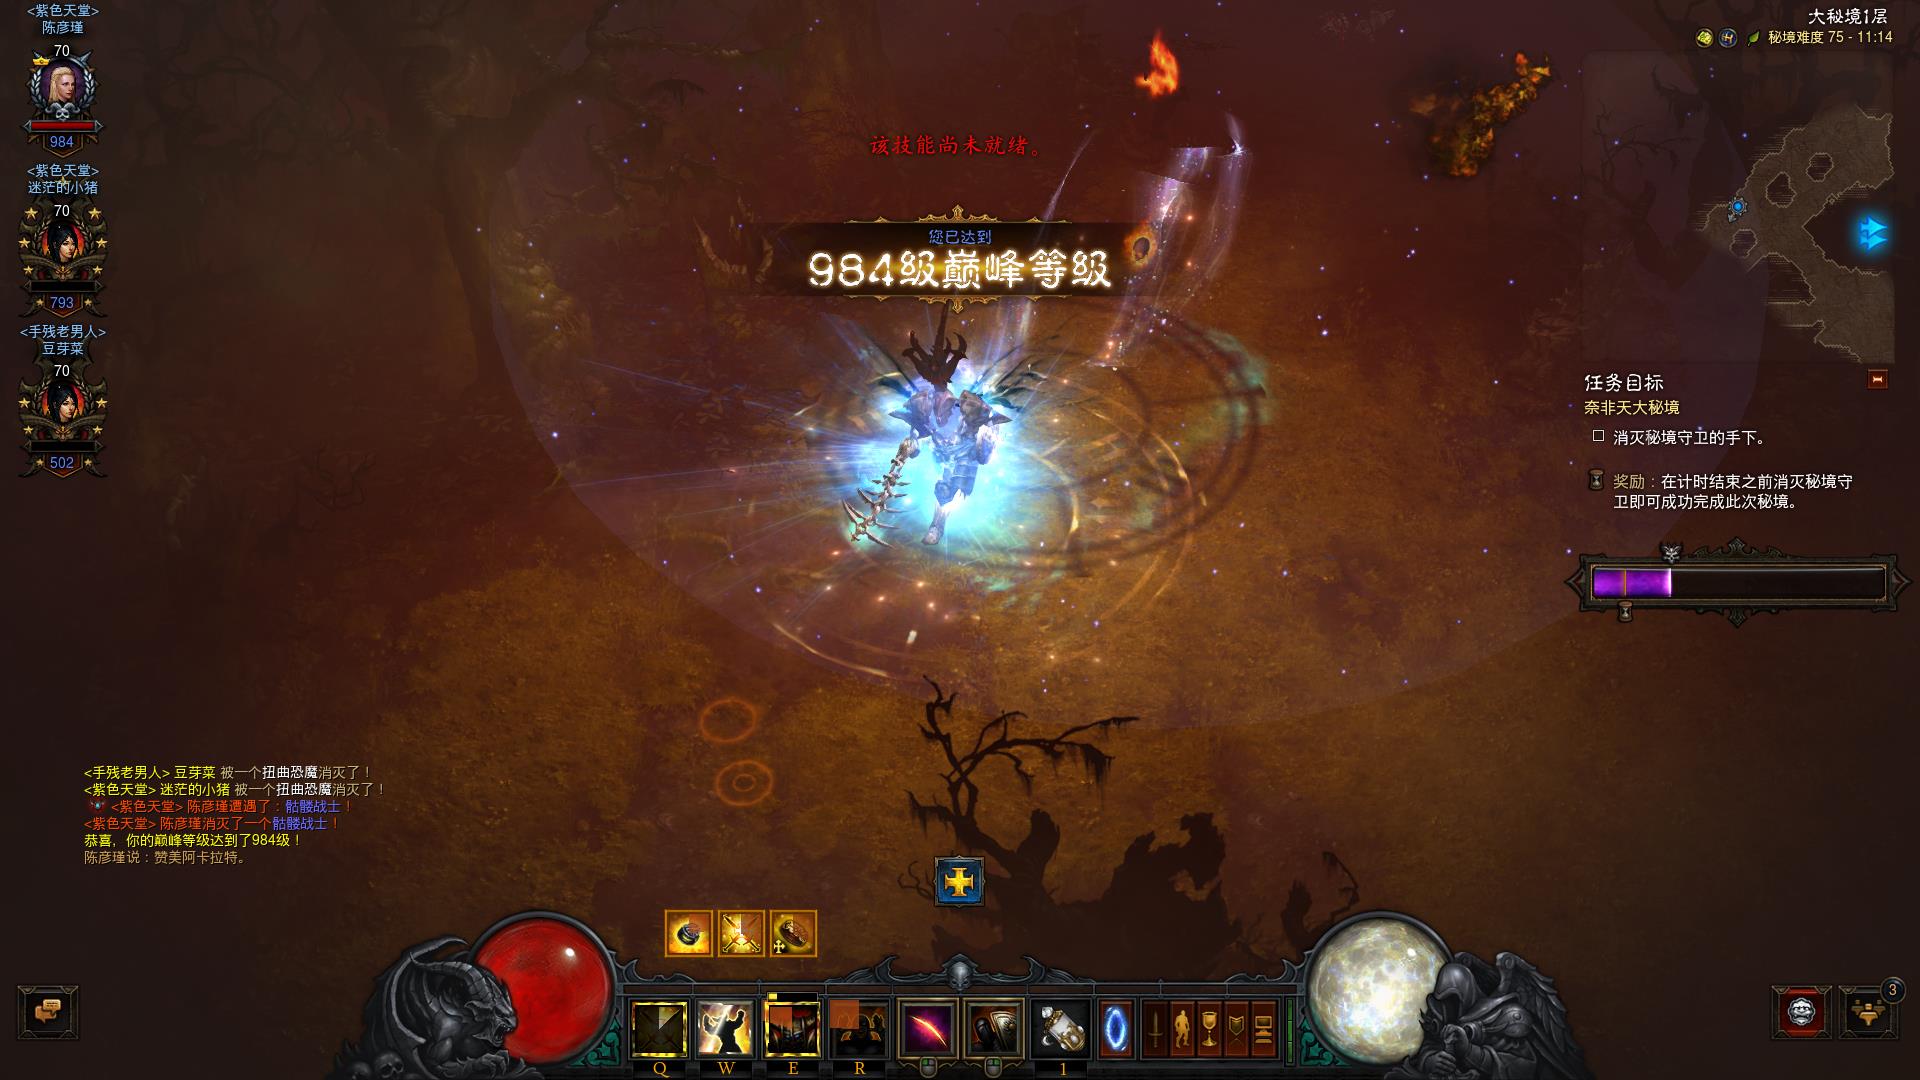 <紫色天堂>
陈彦瑾
70
984
<紫色天堂>
迷茫的小猪
70
793
<手残老男人>
豆芽菜
70
502
大秘境1层
秘境难度 75 - 11:14
该技能尚未就绪。
您已达到
984级巅峰等级
任务目标
奈非天大秘境
消灭秘境守卫的手下。
奖励：在计时结束之前消灭秘境守
卫即可成功完成此次秘境。
<手残老男人> 豆芽菜 被一个扭曲恐魔消灭了！
<紫色天堂> 迷茫的小猪 被一个扭曲恐魔消灭了！
<紫色天堂> 陈彦瑾遭遇了：骷髅战士！
<紫色天堂> 陈彦瑾消灭了一个骷髅战士！
恭喜，你的巅峰等级达到了984级！
陈彦瑾说：赞美阿卡拉特。
Q W E R 1
3